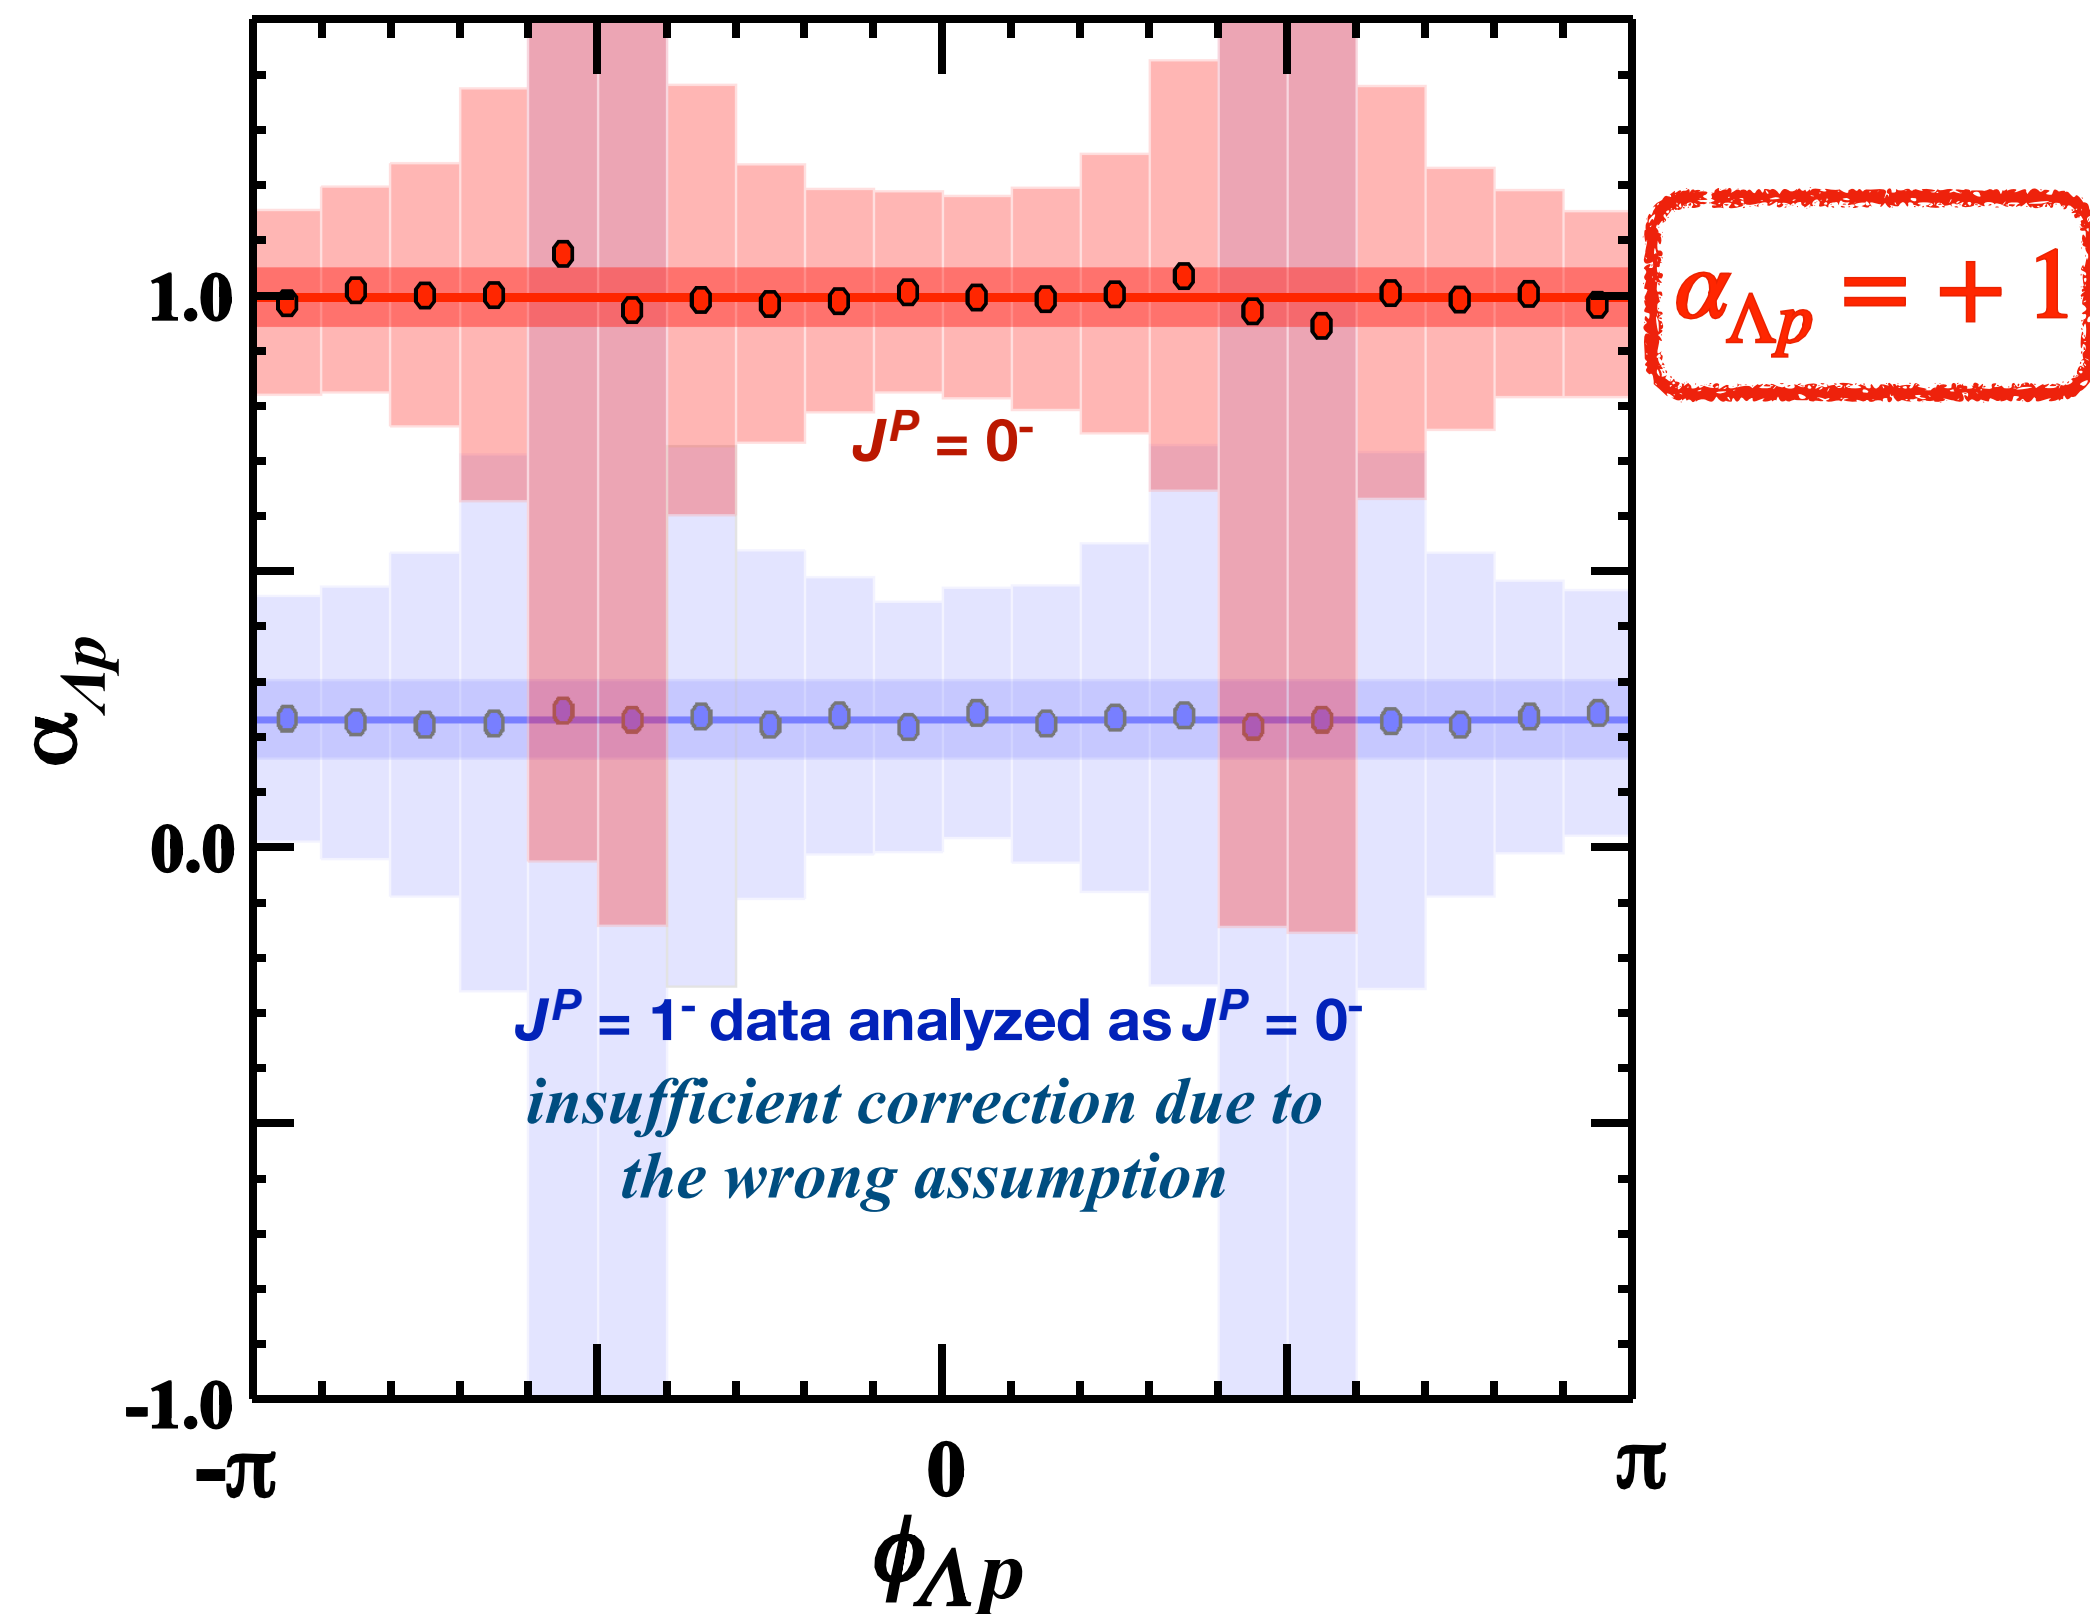 1.0
α_Λp = + 1
J^P = 0^-
α_Λp
0.0
J^P = 1^- data analyzed as J^P = 0^-
insufficient correction due to
the wrong assumption
-1.0
-π 0 π
ϕ_Λp